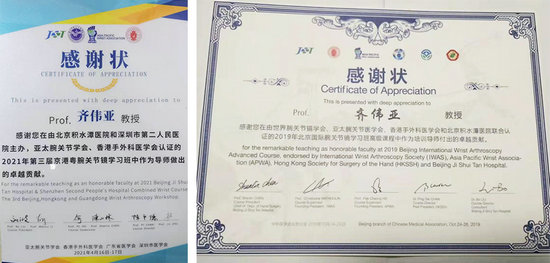 JST
ASIA PACIFIC
WRIST ASSOCIATION
感谢状
CERTIFICATE OF APPRECIATION
This is presented with deep appreciation to
Prof. 齐伟亚 教授
感谢您在由北京积水潭医院和深圳市第二人民医
院主办，亚太腕关节学会、香港手外科医学会认证的
2021年第三届京港粤腕关节镜学习班中作为导师做出
的卓越贡献。
For the remarkable teaching as honorable faculty at 2021 Beijing Ji Shui
Tan Hospital & Shenzhen Second People's Hospital Combined Wrist Course
The 3rd Beijing, Hongkong and Guangdong Wrist Arthroscopy Workshop.
亚太腕关节学会 香港手外科医学会 广东省医学会 深圳市医学会
2021年4月16日-17日
JST
感谢状
Certificate of Appreciation
This is presented with deep appreciation to
Prof. 齐伟亚 教授
感谢您在由世界腕关节镜学会、亚太腕关节医学会、香港手外科医学会和北京积水潭医院联合认
证的2019年北京国际腕关节镜学习班高级课程中作为培训导师付出的卓越贡献。
For the remarkable teaching as honorable faculty at 2019 Beijing International Wrist Arthroscopy
Advanced Course, endorsed by International Wrist Arthroscopy Society (IWAS), Asia Pacific Wrist Association
(APWA), Hong Kong Society for Surgery of the Hand (HKSSH) and Beijing Ji Shui Tan Hospital.
Beijing branch of Chinese Medical Association, Oct 24-26, 2019